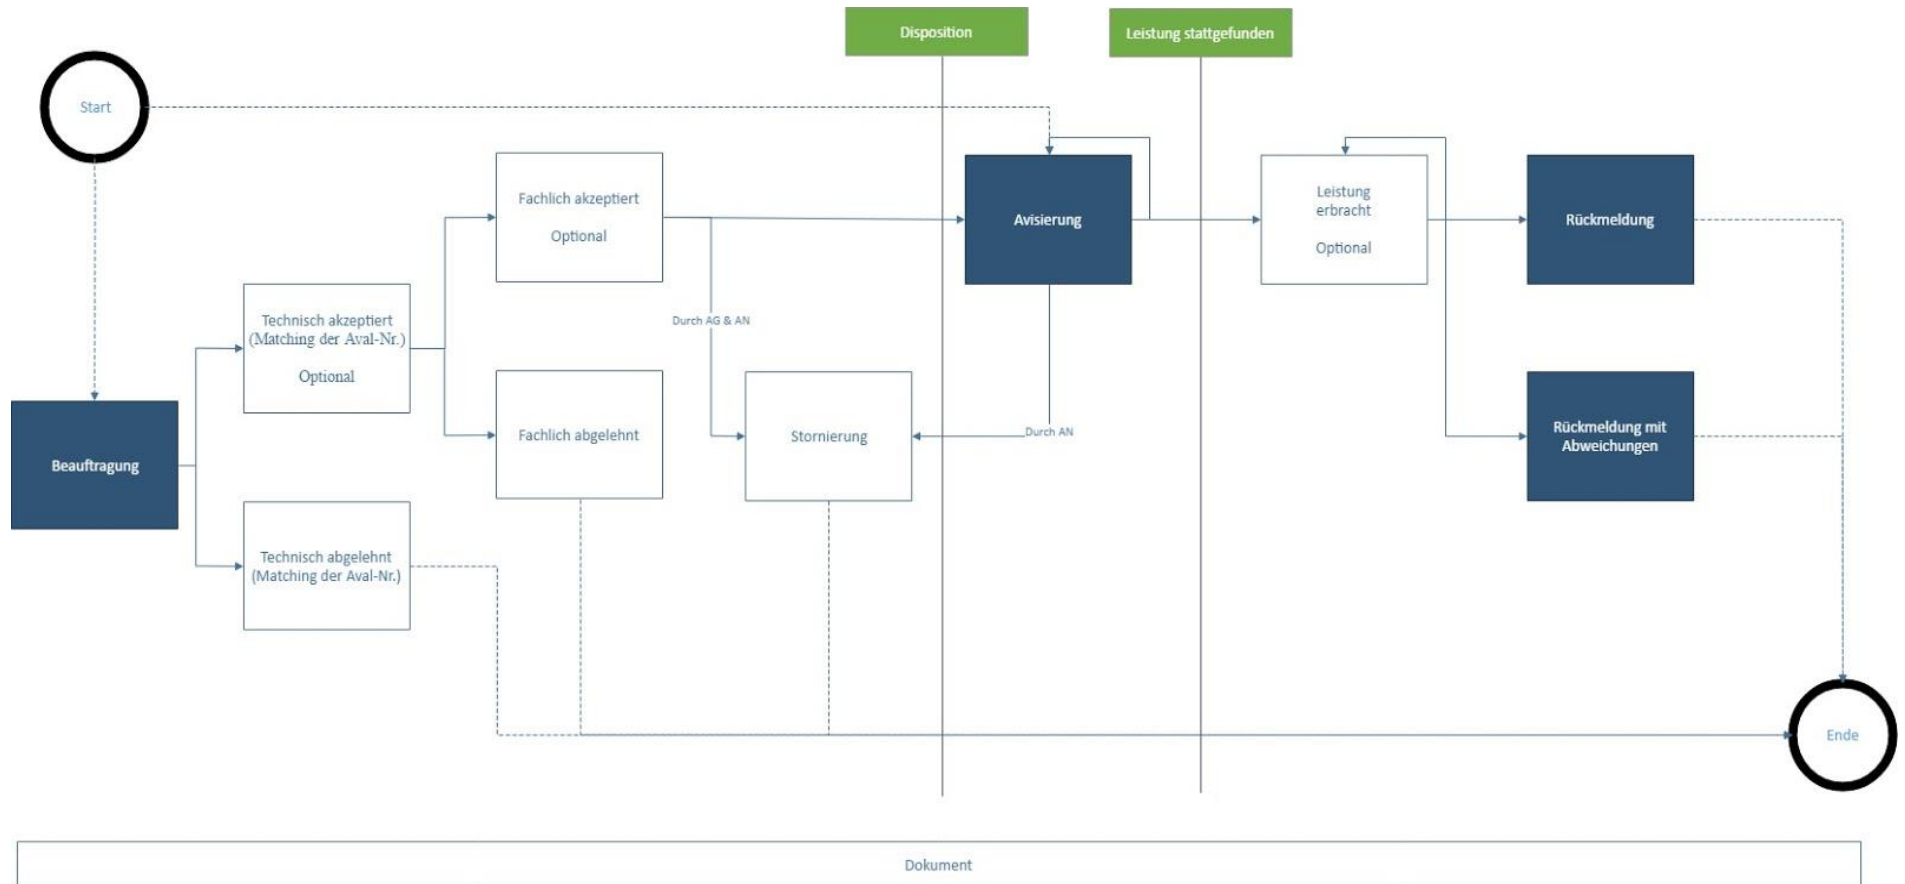 Disposition
Leistung stattgefunden
Start
Fachlich akzeptiert
Optional
Avisierung
Leistung
erbracht
Optional
Rückmeldung
Technisch akzeptiert
(Matching der Aval-Nr.)
Optional
Durch AG & AN
Fachlich abgelehnt
Stornierung
Durch AN
Rückmeldung mit
Abweichungen
Beauftragung
Technisch abgelehnt
(Matching der Aval-Nr.)
Ende
Dokument